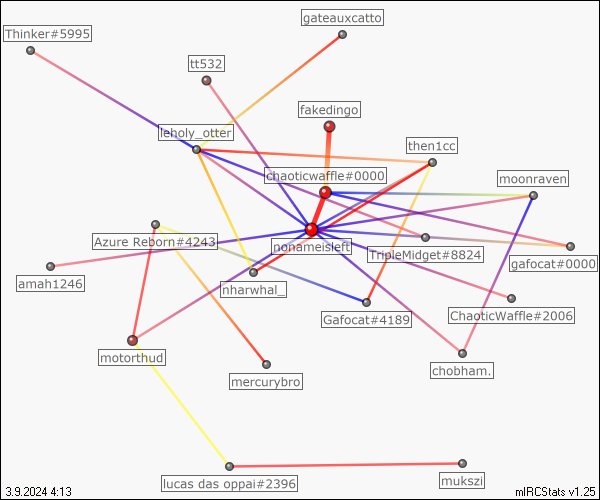 gateauxcatto
Thinker#5995
tt532
fakedingo
leholy_otter
then1cc
chaoticwaffle#0000
moonraven
Azure Reborn#4243
nonameisleft
TripleMidget#8824
gafocat#0000
amah1246
nharwhal_
Gafocat#4189
ChaoticWaffle#2006
motorthud
mercurybro
chobham.
lucas das oppai#2396
mukszi
3.9.2024 4:13
mIRCStats v1.25